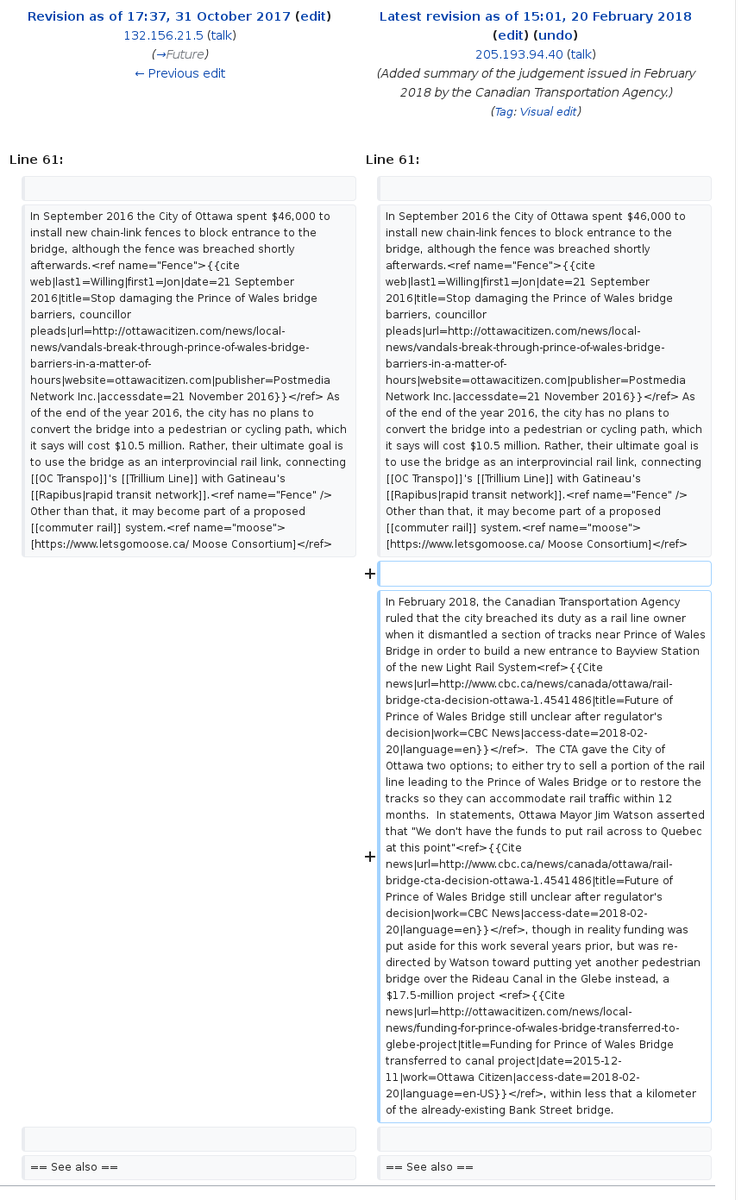 Revision as of 17:37, 31 October 2017 (edit)
132.156.21.5 (talk)
(→Future)
← Previous edit
Latest revision as of 15:01, 20 February 2018
(edit) (undo)
205.193.94.40 (talk)
(Added summary of the judgement issued in February
2018 by the Canadian Transportation Agency.)
(Tag: Visual edit)
Line 61:
Line 61:
In September 2016 the City of Ottawa spent $46,000 to
install new chain-link fences to block entrance to the
bridge, although the fence was breached shortly
afterwards.<ref name="Fence">{{cite
web|last1=Willing|first1=Jon|date=21 September
2016|title=Stop damaging the Prince of Wales bridge
barriers, councillor
pleads|url=http://ottawacitizen.com/news/local-
news/vandals-break-through-prince-of-wales-bridge-
barriers-in-a-matter-of-
hours|website=ottawacitizen.com|publisher=Postmedia
Network Inc.|accessdate=21 November 2016}}</ref> As
of the end of the year 2016, the city has no plans to
convert the bridge into a pedestrian or cycling path, which
it says will cost $10.5 million. Rather, their ultimate goal is
to use the bridge as an interprovincial rail link, connecting
[[OC Transpo]]'s [[Trillium Line]] with Gatineau's
[[Rapibus|rapid transit network]].<ref name="Fence" />
Other than that, it may become part of a proposed
[[commuter rail]] system.<ref name="moose">
[https://www.letsgomoose.ca/ Moose Consortium]</ref>
In September 2016 the City of Ottawa spent $46,000 to
install new chain-link fences to block entrance to the
bridge, although the fence was breached shortly
afterwards.<ref name="Fence">{{cite
web|last1=Willing|first1=Jon|date=21 September
2016|title=Stop damaging the Prince of Wales bridge
barriers, councillor
pleads|url=http://ottawacitizen.com/news/local-
news/vandals-break-through-prince-of-wales-bridge-
barriers-in-a-matter-of-
hours|website=ottawacitizen.com|publisher=Postmedia
Network Inc.|accessdate=21 November 2016}}</ref> As
of the end of the year 2016, the city has no plans to
convert the bridge into a pedestrian or cycling path, which
it says will cost $10.5 million. Rather, their ultimate goal is
to use the bridge as an interprovincial rail link, connecting
[[OC Transpo]]'s [[Trillium Line]] with Gatineau's
[[Rapibus|rapid transit network]].<ref name="Fence" />
Other than that, it may become part of a proposed
[[commuter rail]] system.<ref name="moose">
[https://www.letsgomoose.ca/ Moose Consortium]</ref>
+
+
In February 2018, the Canadian Transportation Agency
ruled that the city breached its duty as a rail line owner
when it dismantled a section of tracks near Prince of Wales
Bridge in order to build a new entrance to Bayview Station
of the new Light Rail System<ref>{{Cite
news|url=http://www.cbc.ca/news/canada/ottawa/rail-
bridge-cta-decision-ottawa-1.4541486|title=Future of
Prince of Wales Bridge still unclear after regulator's
decision|work=CBC News|access-date=2018-02-
20|language=en}}</ref>.  The CTA gave the City of
Ottawa two options; to either try to sell a portion of the rail
line leading to the Prince of Wales Bridge or to restore the
tracks so they can accommodate rail traffic within 12
months.  In statements, Ottawa Mayor Jim Watson asserted
that "We don't have the funds to put rail across to Quebec
at this point"<ref>{{Cite
news|url=http://www.cbc.ca/news/canada/ottawa/rail-
bridge-cta-decision-ottawa-1.4541486|title=Future of
Prince of Wales Bridge still unclear after regulator's
decision|work=CBC News|access-date=2018-02-
20|language=en}}</ref>, though in reality funding was
put aside for this work several years prior, but was re-
directed by Watson toward putting yet another pedestrian
bridge over the Rideau Canal in the Glebe instead, a
$17.5-million project <ref>{{Cite
news|url=http://ottawacitizen.com/news/local-
news/funding-for-prince-of-wales-bridge-transferred-to-
glebe-project|title=Funding for Prince of Wales Bridge
transferred to canal project|date=2015-12-
11|work=Ottawa Citizen|access-date=2018-02-
20|language=en-US}}</ref>, within less that a kilometer
of the already-existing Bank Street bridge.
== See also ==
== See also ==